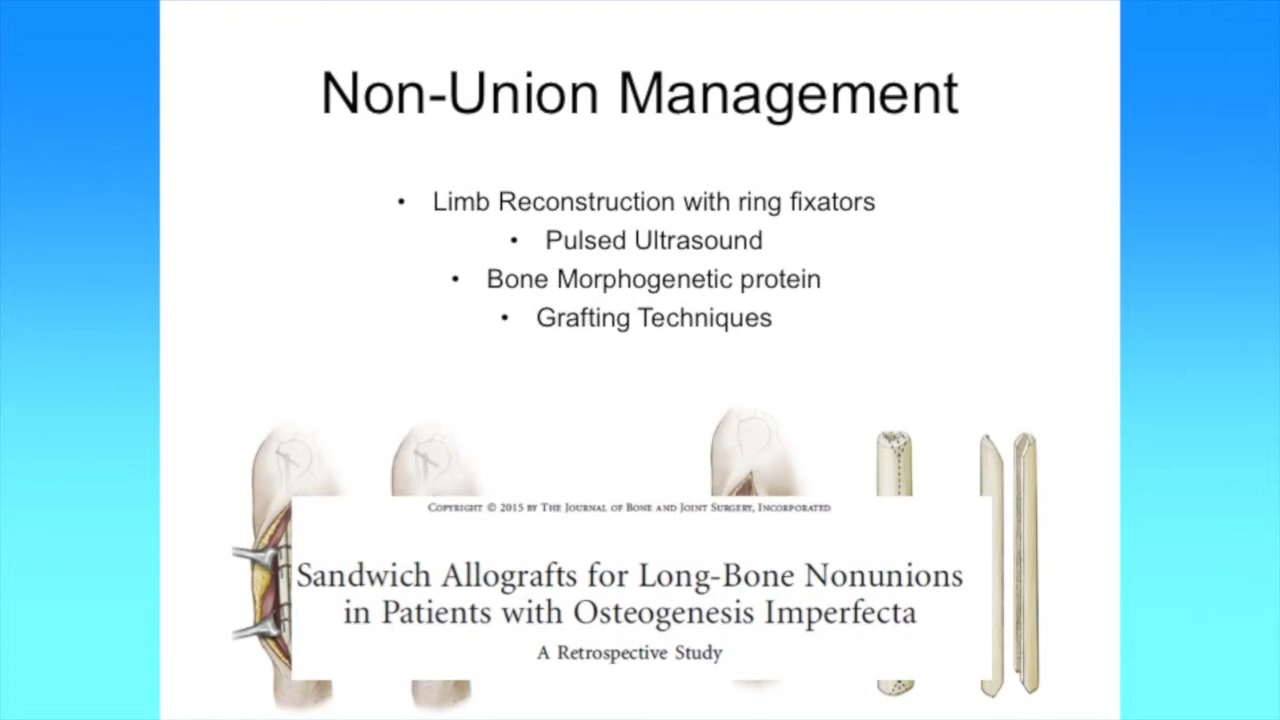 Non-Union Management
• Limb Reconstruction with ring fixators
• Pulsed Ultrasound
• Bone Morphogenetic protein
• Grafting Techniques
COPYRIGHT © 2015 BY THE JOURNAL OF BONE AND JOINT SURGERY, INCORPORATED
Sandwich Allografts for Long-Bone Nonunions
in Patients with Osteogenesis Imperfecta
A Retrospective Study